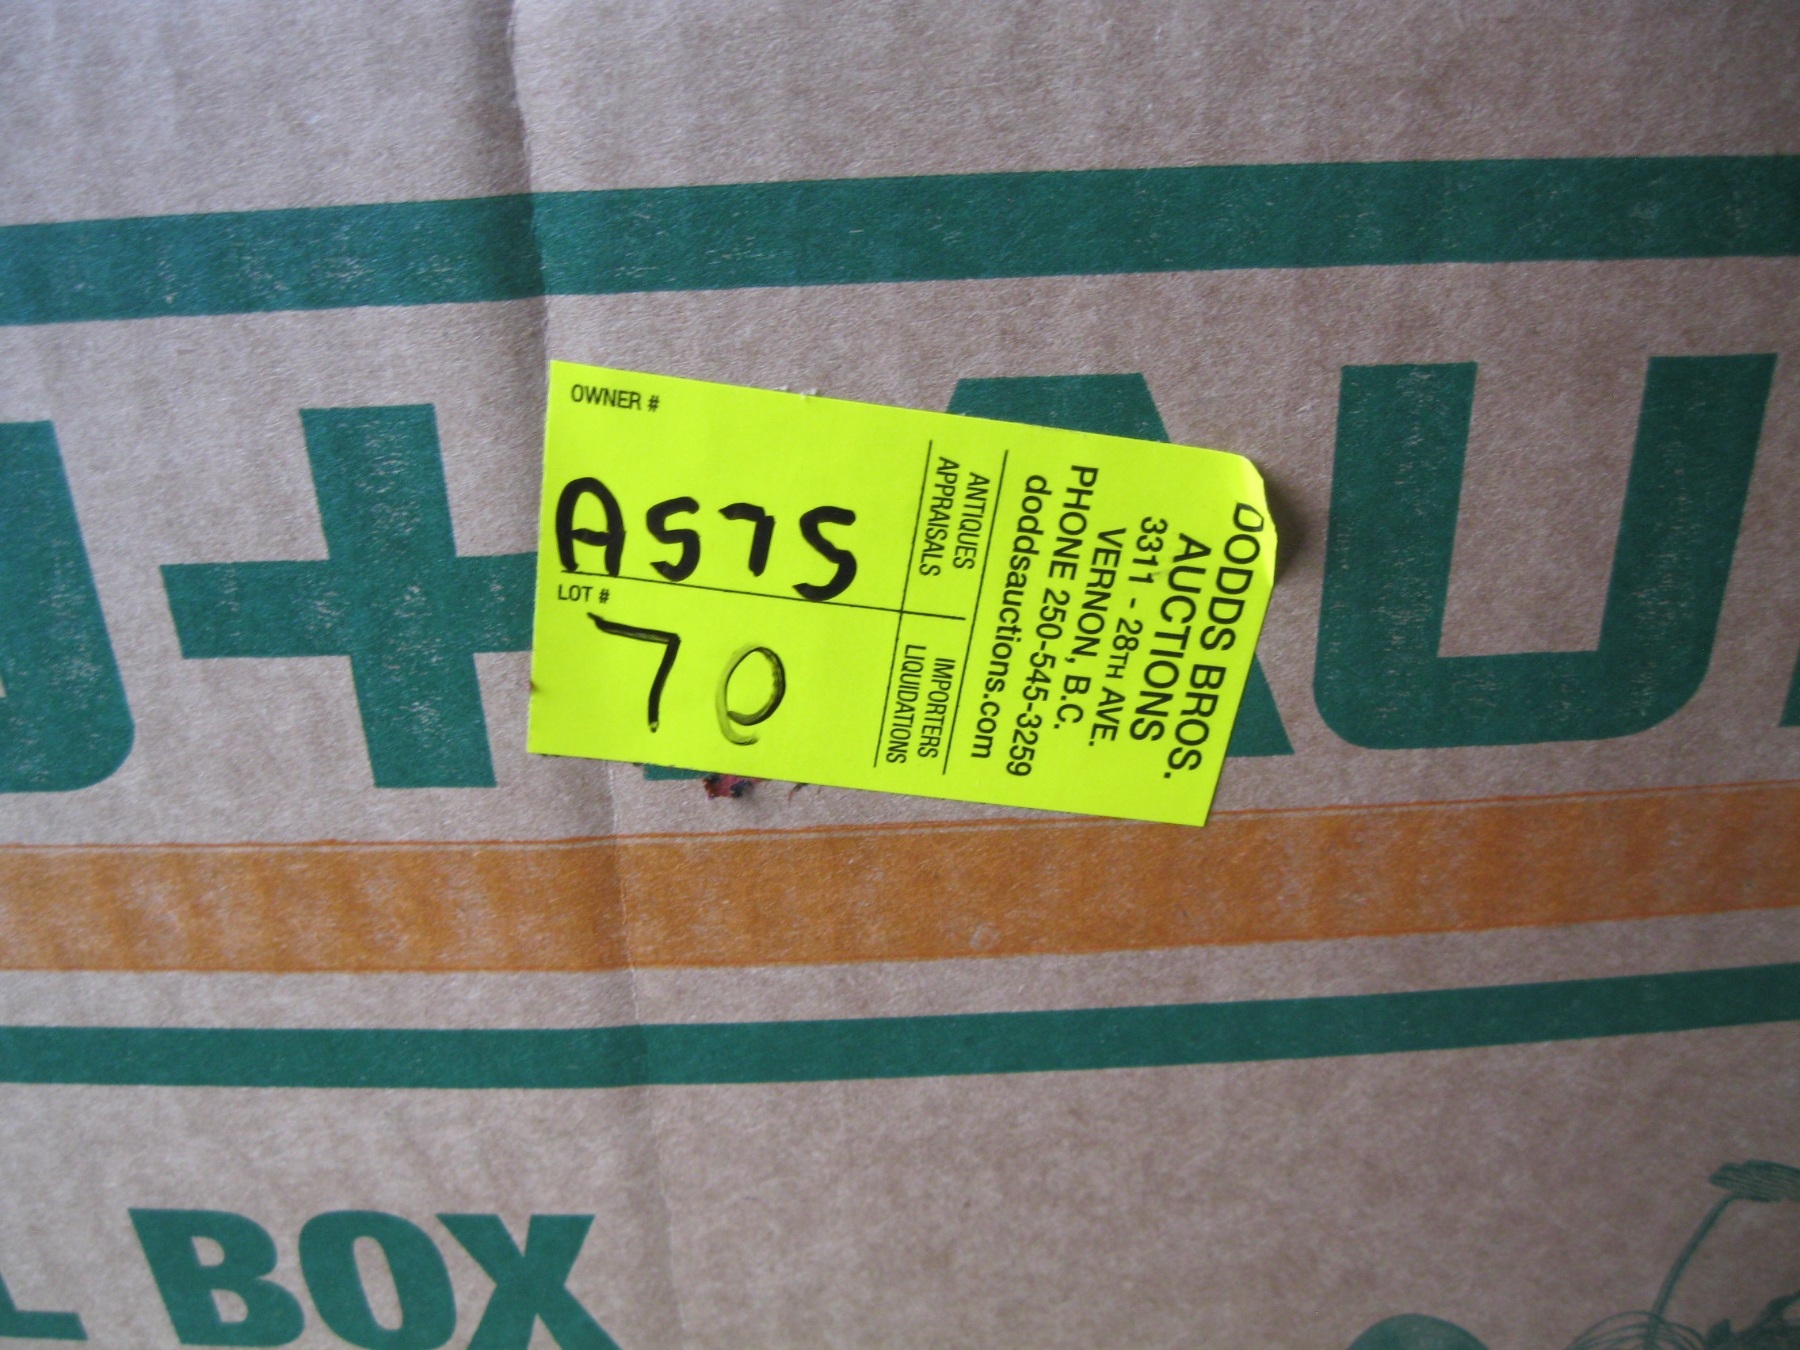 U-HAUL
OWNER #
A575
LOT #
70
ANTIQUES
APPRAISALS
IMPORTERS
LIQUIDATIONS
DODDS BROS.
AUCTIONS
3311 - 28TH AVE.
VERNON, B.C.
PHONE 250-545-3259
doddsauctions.com
BOX